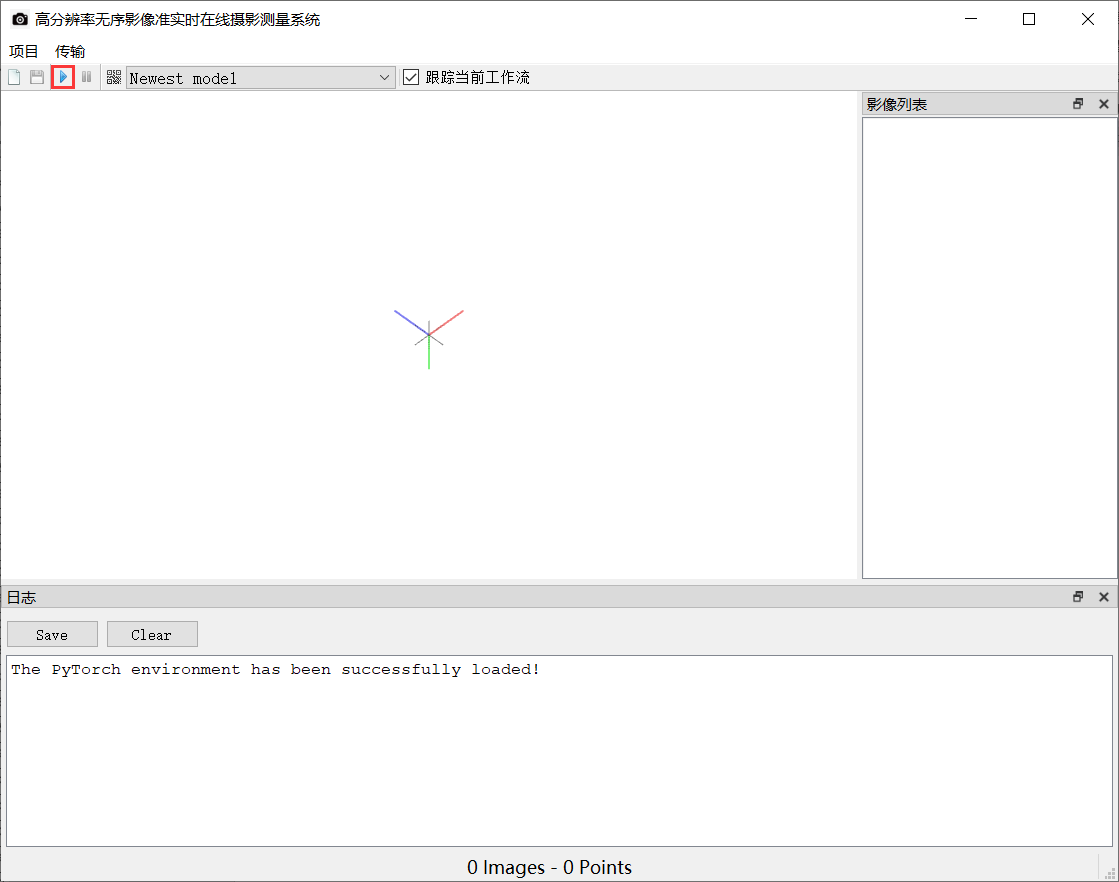 高分辨率无序影像准实时在线摄影测量系统
项目 传输
Newest model 跟踪当前工作流
影像列表
日志
Save Clear
The PyTorch environment has been successfully loaded!
0 Images - 0 Points